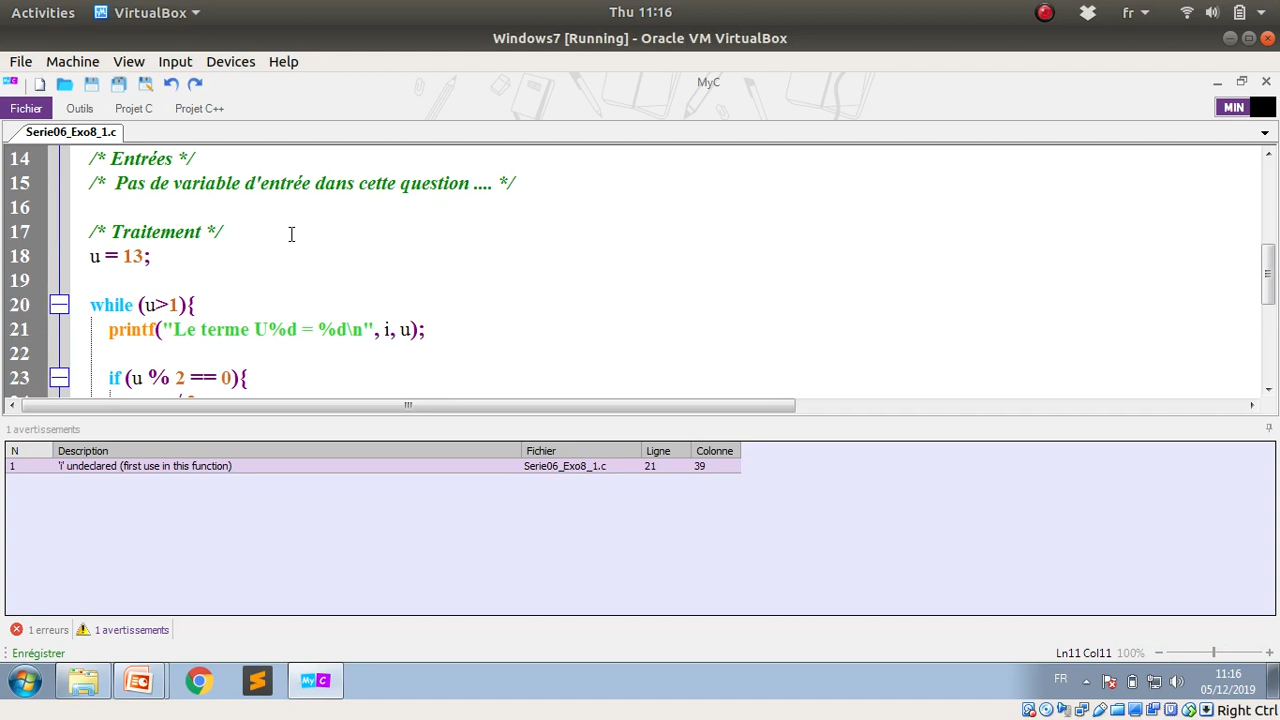 Activities VirtualBox Thu 11:16 fr
Windows7 [Running] - Oracle VM VirtualBox
File Machine View Input Devices Help
MyC
Fichier Outils Projet C Projet C++ MIN
Serie06_Exo8_1.c
14 /* Entrées */
15 /* Pas de variable d'entrée dans cette question .... */
16
17 /* Traitement */
18 u = 13;
19
20 while (u>1){
21 printf("Le terme U%d = %d\n", i, u);
22
23 if (u % 2 == 0){
1 avertissements
N Description Fichier Ligne Colonne
1 'i' undeclared (first use in this function) Serie06_Exo8_1.c 21 39
1 erreurs 1 avertissements
Enrégistrer Ln11 Col11 100%
My C FR 11:16
05/12/2019
Right Ctrl